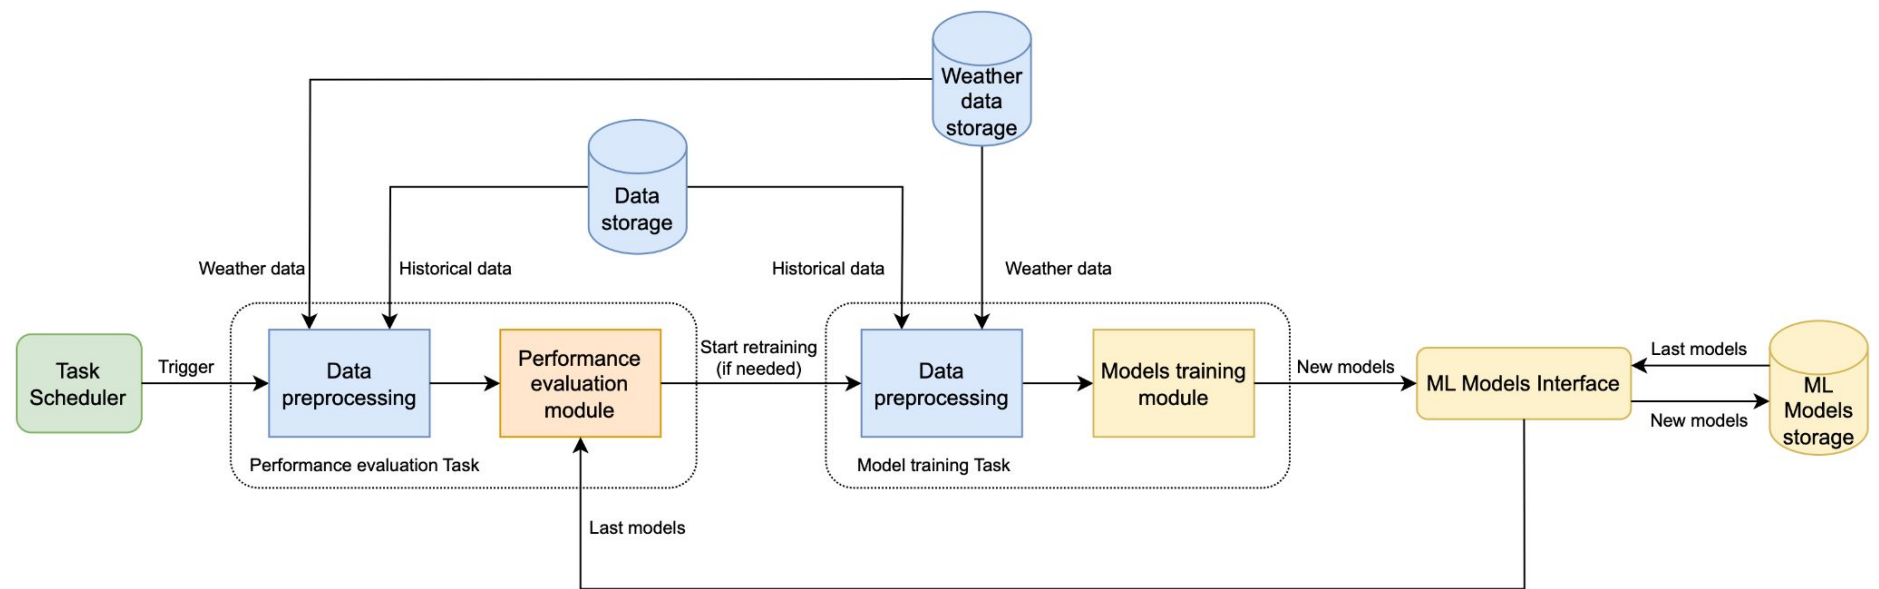 Weather
data
storage
Data
storage
Weather data
Historical data
Historical data
Weather data
Task
Scheduler
Trigger
Data
preprocessing
Performance
evaluation
module
Performance evaluation Task
Start retraining
(if needed)
Data
preprocessing
Models training
module
Model training Task
New models
ML Models Interface
Last models
New models
ML
Models
storage
Last models